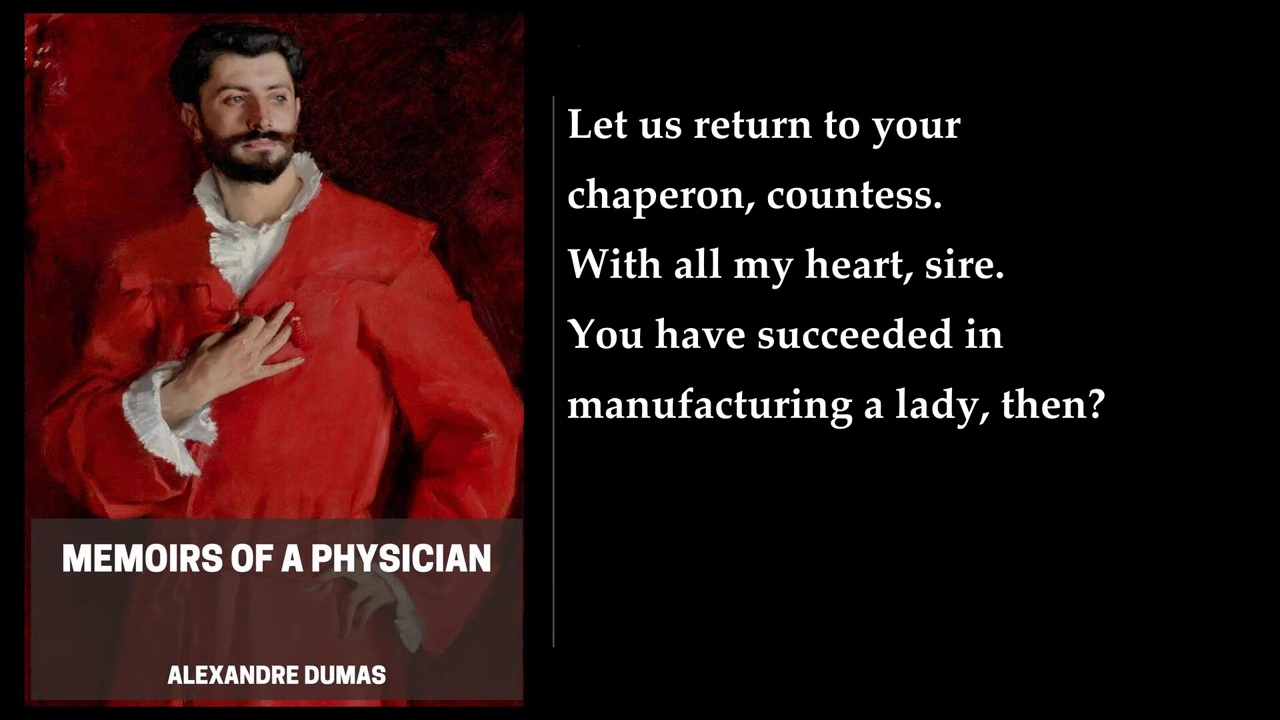 MEMOIRS OF A PHYSICIAN
ALEXANDRE DUMAS
Let us return to your
chaperon, countess.
With all my heart, sire.
You have succeeded in
manufacturing a lady, then?